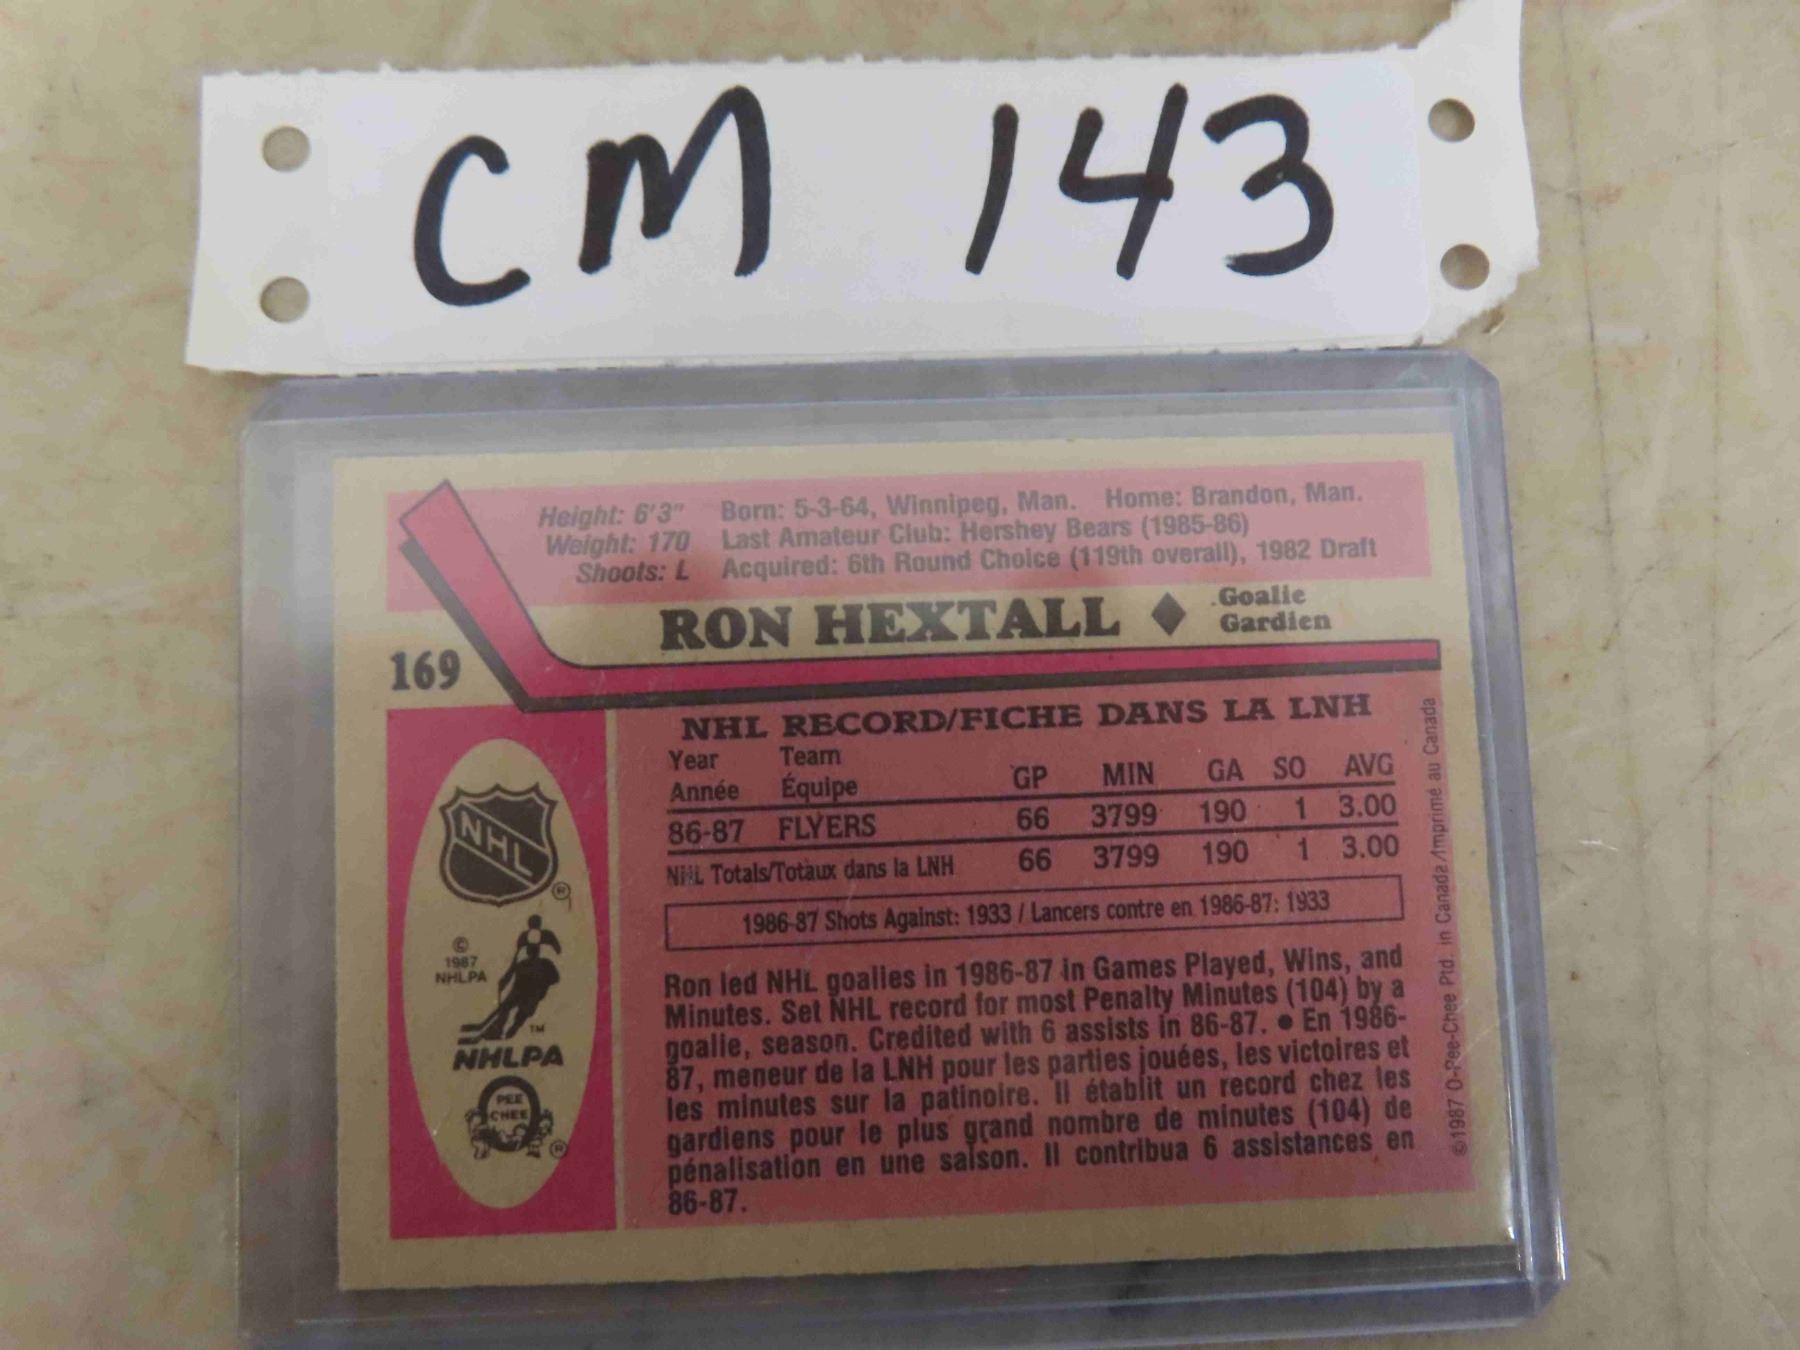 CM 143
Height: 6'3" Born: 5-3-64, Winnipeg, Man. Home: Brandon, Man.
Weight: 170 Last Amateur Club: Hershey Bears (1985-86)
Shoots: L Acquired: 6th Round Choice (119th overall), 1982 Draft
RON HEXTALL ♦ Goalie
Gardien
169
NHL RECORD/FICHE DANS LA LNH
Year Team
Année Équipe GP MIN GA SO AVG
86-87 FLYERS 66 3799 190 1 3.00
NHL Totals/Totaux dans la LNH 66 3799 190 1 3.00
1986-87 Shots Against: 1933 / Lancers contre en 1986-87: 1933
Ron led NHL goalies in 1986-87 in Games Played, Wins, and
Minutes. Set NHL record for most Penalty Minutes (104) by a
goalie, season. Credited with 6 assists in 86-87. • En 1986-
87, meneur de la LNH pour les parties jouées, les victoires et
les minutes sur la patinoire. Il établit un record chez les
gardiens pour le plus grand nombre de minutes (104) de
pénalisation en une saison. Il contribua 6 assistances en
86-87.
NHL
®
©
1987
NHLPA
TM
NHLPA
PEE
CHEE
®
©1987 O-Pee-Chee Ptd. in Canada/Imprimé au Canada